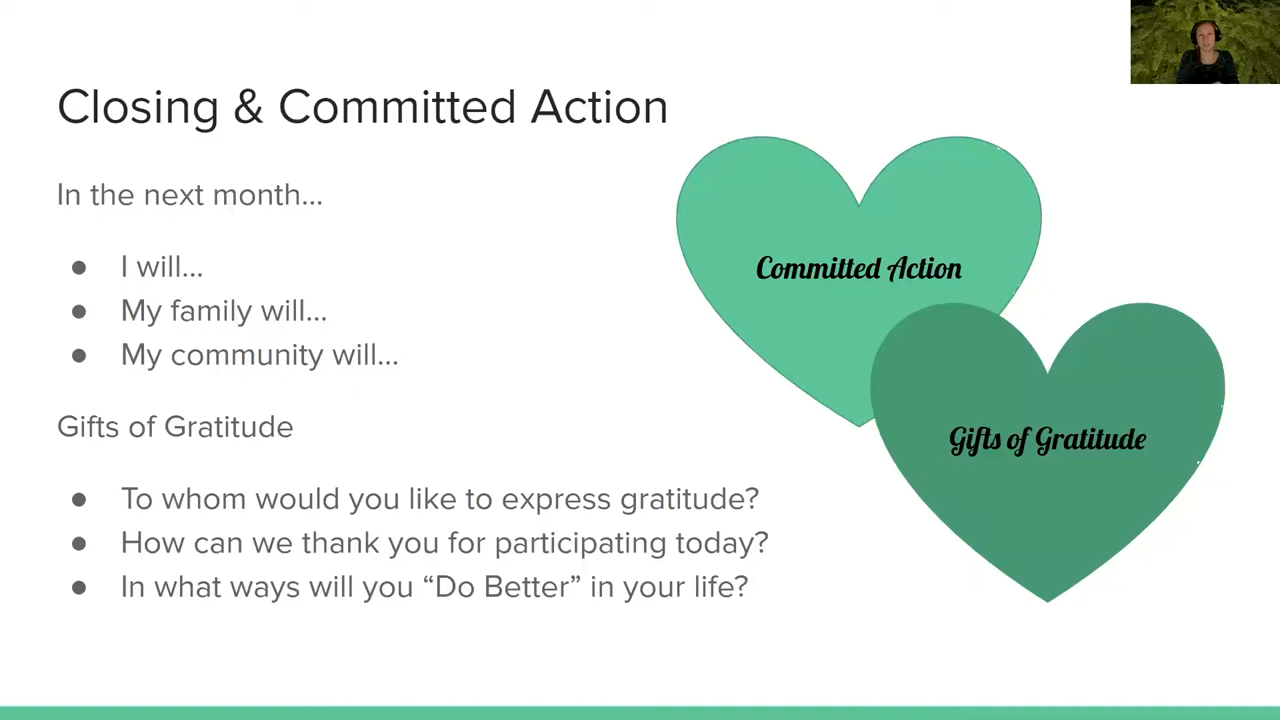 Closing & Committed Action
In the next month...
● I will...
● My family will...
● My community will...
Gifts of Gratitude
● To whom would you like to express gratitude?
● How can we thank you for participating today?
● In what ways will you “Do Better” in your life?
Committed Action
Gifts of Gratitude